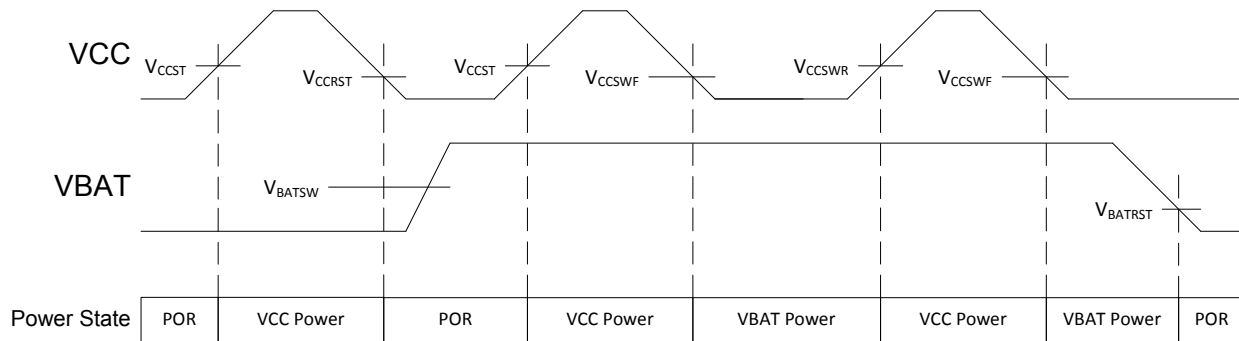 VCC
V_CCST
V_CCRST
V_CCST
V_CCSWF
V_CCSWR
V_CCSWF
VBAT
V_BATSW
V_BATRST
Power State
POR
VCC Power
POR
VCC Power
VBAT Power
VCC Power
VBAT Power
POR